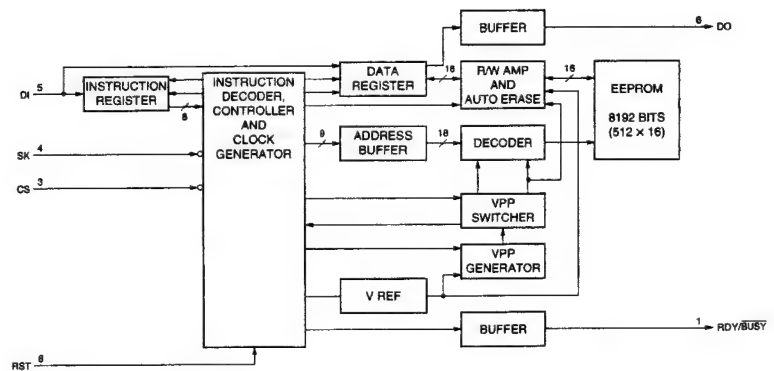 BUFFER
6
DO
DI
5
INSTRUCTION
REGISTER
8
INSTRUCTION
DECODER,
CONTROLLER
AND
CLOCK
GENERATOR
DATA
REGISTER
16
R/W AMP
AND
AUTO ERASE
16
EEPROM
8192 BITS
(512 × 16)
SK
4
CS
3
9
ADDRESS
BUFFER
18
DECODER
VPP
SWITCHER
VPP
GENERATOR
V REF
BUFFER
1
RDY/BUSY
RST
8